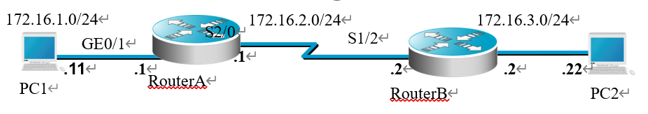 172.16.1.0/24
172.16.2.0/24
172.16.3.0/24
GE0/1
S2/0
S1/2
.11
.1
.1
.2
.2
.22
PC1
RouterA
RouterB
PC2